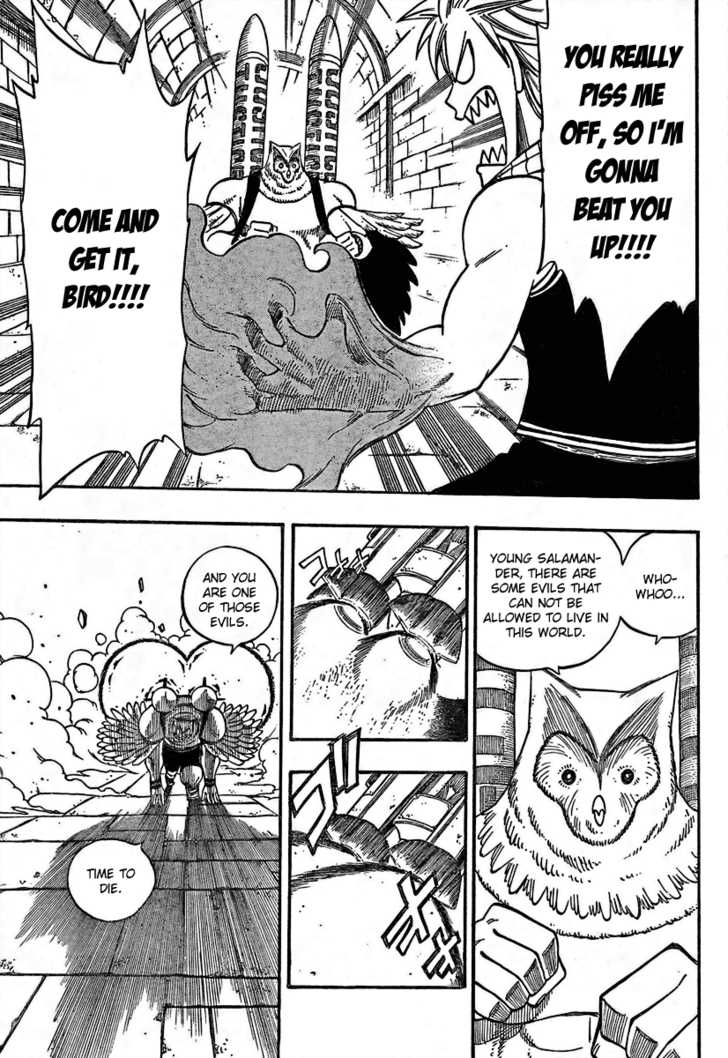 YOU REALLY
PISS ME
OFF, SO I'M
GONNA
BEAT YOU
UP!!!!
COME AND
GET IT,
BIRD!!!!
WHO-
WHOO...
YOUNG SALAMAN-
DER, THERE ARE
SOME EVILS THAT
CAN NOT BE
ALLOWED TO LIVE IN
THIS WORLD.
AND YOU
ARE ONE
OF THOSE
EVILS.
TIME TO
DIE.